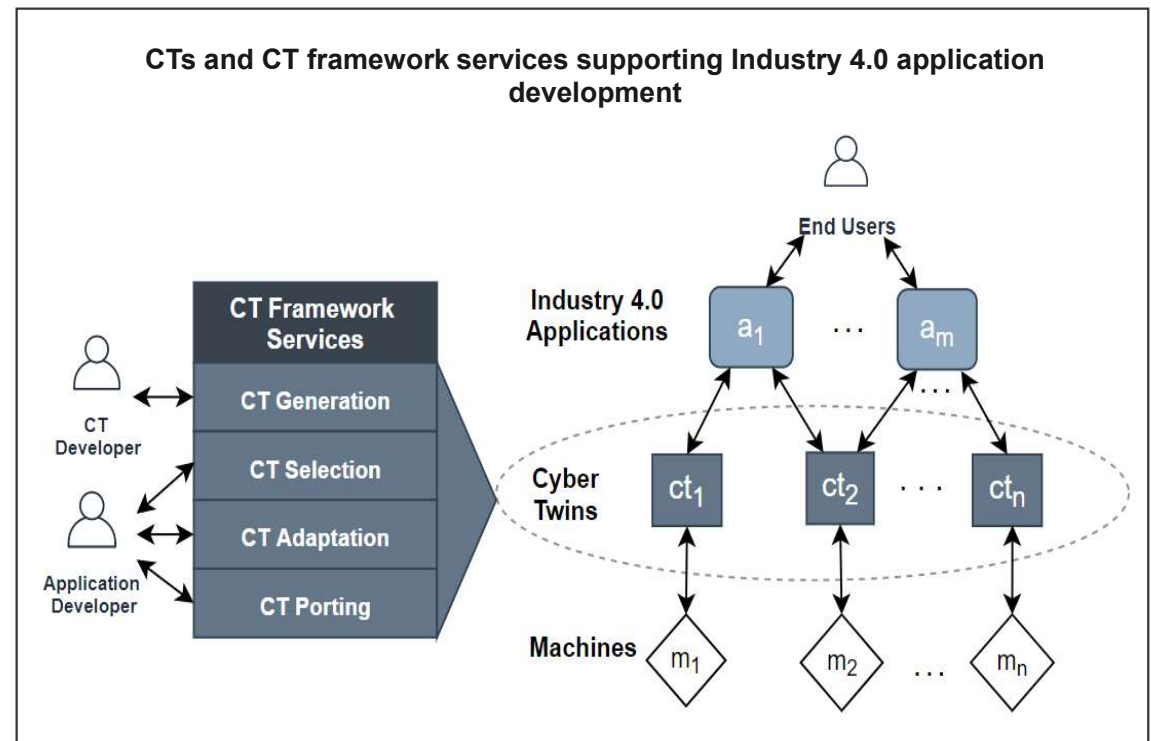 CTs and CT framework services supporting Industry 4.0 application
development
End Users
Industry 4.0
Applications
a1
...
am
...
CT Framework
Services
CT Generation
CT Selection
CT Adaptation
CT Porting
CT
Developer
Application
Developer
Cyber
Twins
ct1
ct2
...
ctn
Machines
m1
m2
...
mn